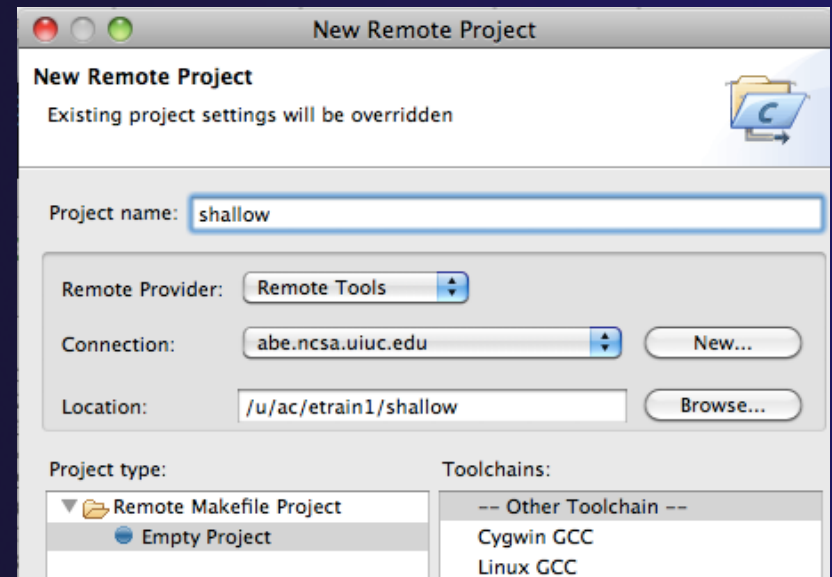 New Remote Project
New Remote Project
Existing project settings will be overridden
C
Project name: shallow
Remote Provider: Remote Tools
Connection: abe.ncsa.uiuc.edu New...
Location: /u/ac/etrain1/shallow Browse...
Project type: Toolchains:
Remote Makefile Project -- Other Toolchain --
Empty Project Cygwin GCC
Linux GCC